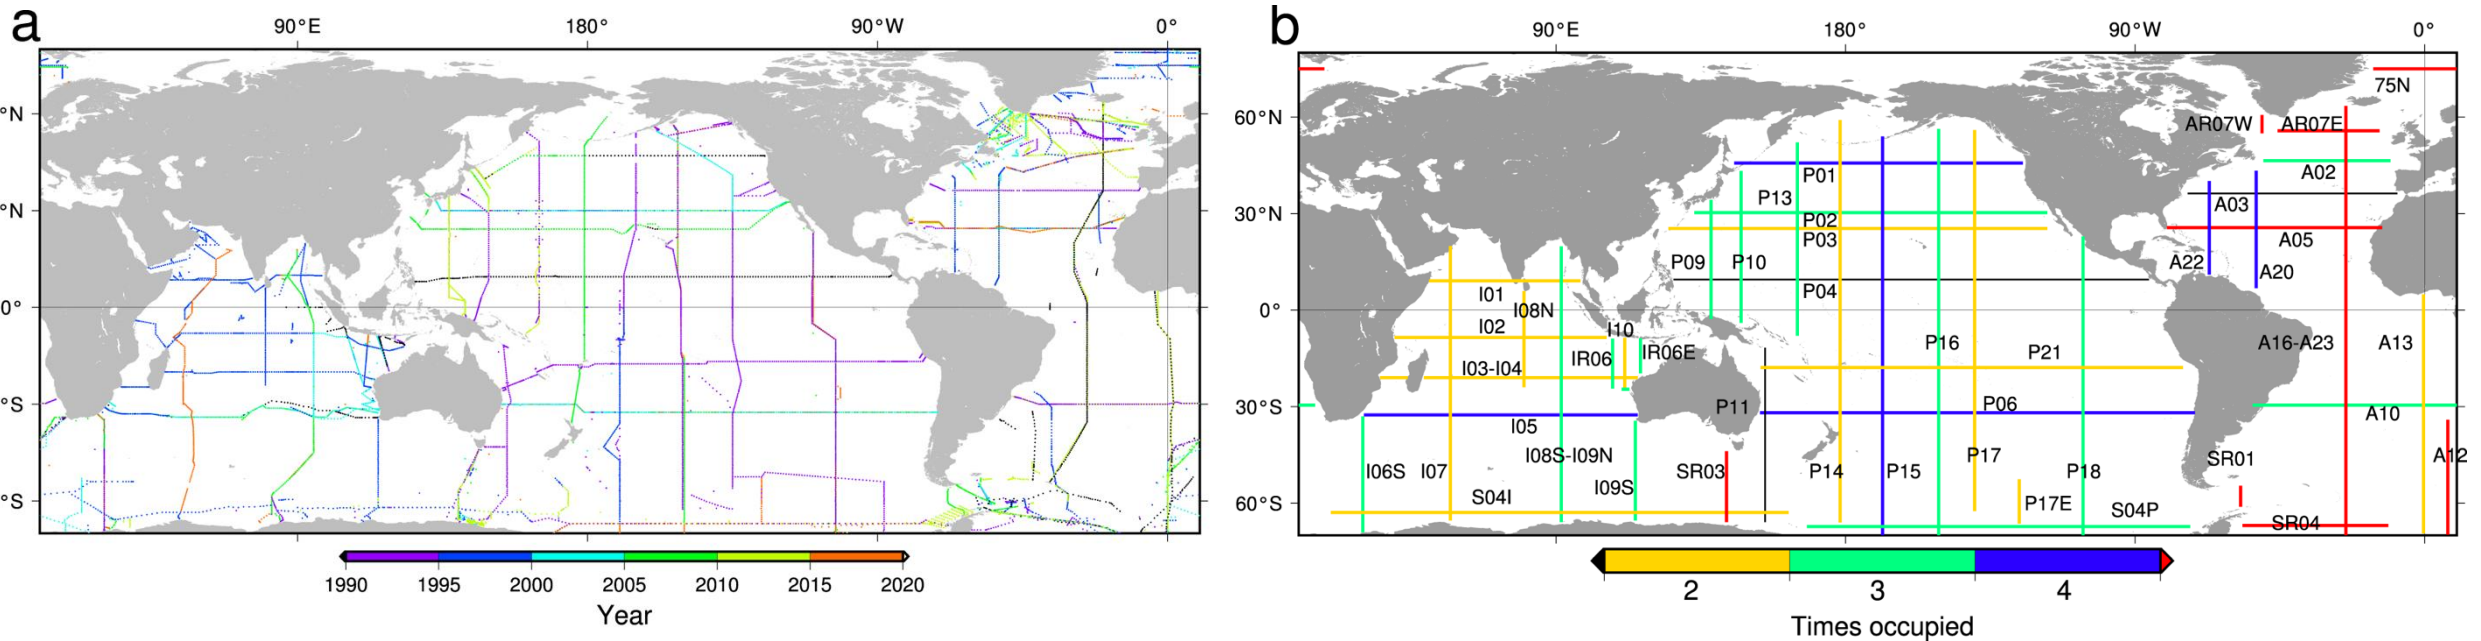 a
90°E 180° 90°W 0°
°N
°N
0°
°S
°S
1990 1995 2000 2005 2010 2015 2020
Year
b
90°E 180° 90°W 0°
60°N
30°N
0°
30°S
60°S
75N
AR07W AR07E
P01 A02
P13 A03
P02
P03 A05
P09 P10 A22 A20
I01 P04
I08N
I02 I10
IR06 IR06E P16 P21 A16-A23 A13
I03-I04
P11 P06 A10
I05
I08S-I09N P17 SR01 A12
I06S I07 SR03 P14 P15 P18
I09S
S04I P17E S04P
SR04
2 3 4
Times occupied